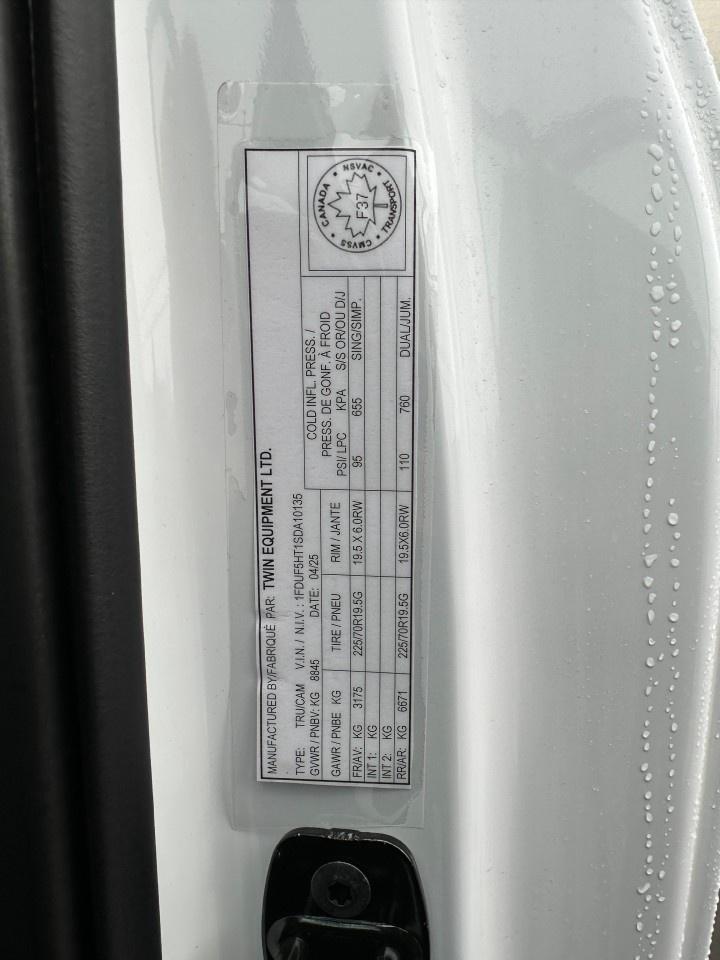 MANUFACTURED BY/FABRIQUÉ PAR: TWIN EQUIPMENT LTD.
TYPE: TRU/CAM V.I.N./ N.I.V.: 1FDUF5HT1SDA10135
GVWR / PNBV: KG 8845 DATE: 04/25
COLD INFL. PRESS. /
PRESS. DE GONF. À FROID
GAWR / PNBE KG TIRE / PNEU RIM / JANTE PSI/ LPC KPA S/S OR/OU D/J
FR/AV: KG 3175 225/70R19.5G 19.5 X 6.0RW 95 655 SING/SIMP.
INT 1: KG
INT 2: KG
RR/AR: KG 6671 225/70R19.5G 19.5X6.0RW 110 760 DUAL/JUM.
CANADA • NSVAC • TRANSPORT • CMVSS •
F37